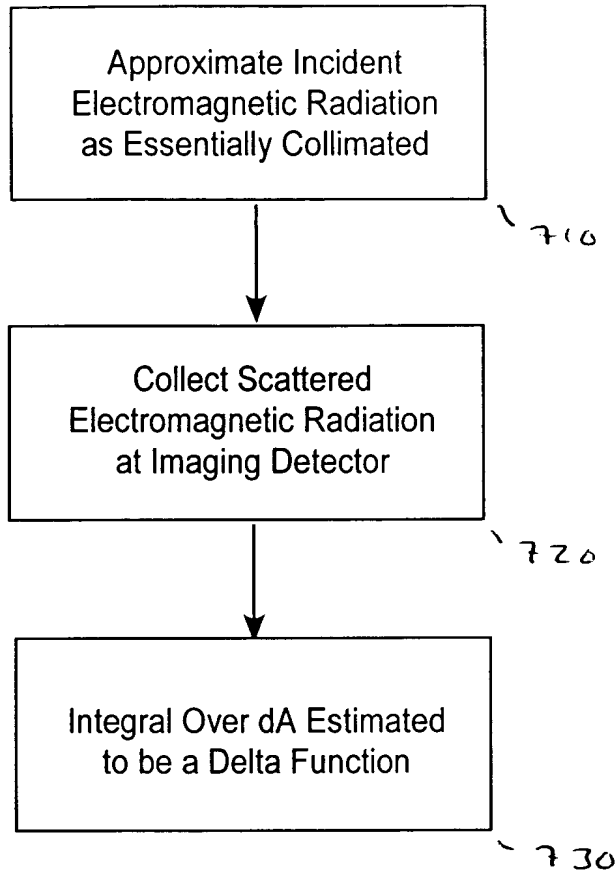 Approximate Incident
Electromagnetic Radiation
as Essentially Collimated
710
Collect Scattered
Electromagnetic Radiation
at Imaging Detector
720
Integral Over dA Estimated
to be a Delta Function
730